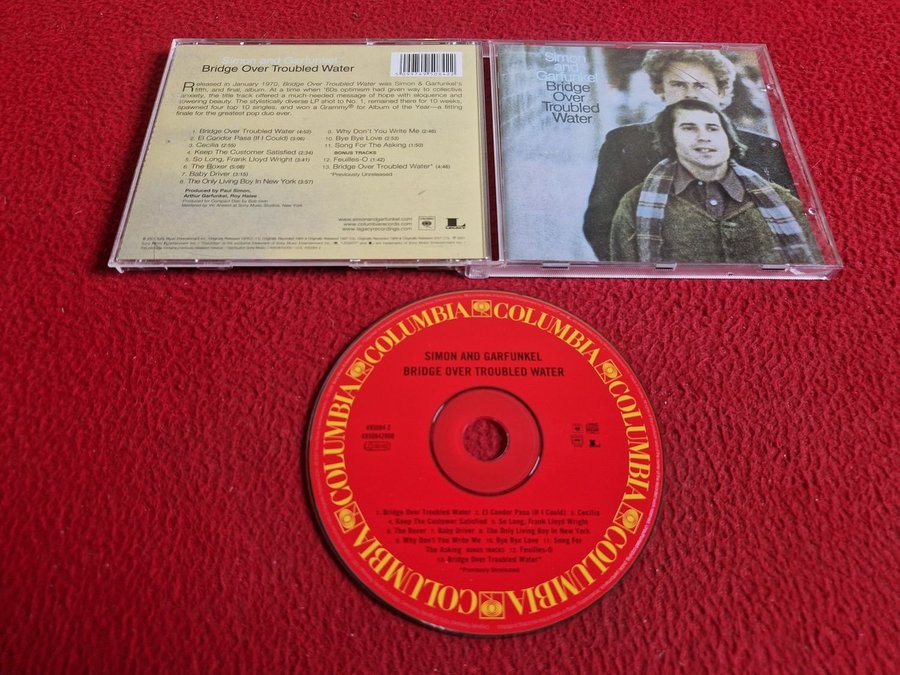 Simon and Garfunkel
Bridge Over Troubled Water
Released in January 1970, Bridge Over Troubled Water was Simon & Garfunkel's
fifth, and final, album. At a time when '60s optimism had given way to collective
anxiety, the title track offered a much-needed message of hope with eloquence and
towering beauty. The stylistically diverse LP shot to No. 1, remained there for 10 weeks,
spawned four top 10 singles, and won a Grammy® for Album of the Year—a fitting
finale for the greatest pop duo ever.
1. Bridge Over Troubled Water (4:52)
2. El Condor Pasa (If I Could) (3:06)
3. Cecilia (2:55)
4. Keep The Customer Satisfied (2:34)
5. So Long, Frank Lloyd Wright (3:41)
6. The Boxer (5:08)
7. Baby Driver (3:15)
8. The Only Living Boy In New York (3:57)
9. Why Don't You Write Me (2:46)
10. Bye Bye Love (2:53)
11. Song For The Asking (1:50)
BONUS TRACKS
12. Feuilles-O (1:42)
13. Bridge Over Troubled Water* (4:46)
*Previously Unreleased
Produced by Paul Simon,
Arthur Garfunkel, Roy Halee
www.simonandgarfunkel.com
www.columbiarecords.com
www.legacyrecordings.com
Simon
and
Garfunkel
Bridge
Over
Troubled
Water
COLUMBIA COLUMBIA COLUMBIA COLUMBIA COLUMBIA COLUMBIA
SIMON AND GARFUNKEL
BRIDGE OVER TROUBLED WATER
495084 2
4950842000
1. Bridge Over Troubled Water 2. El Condor Pasa (If I Could) 3. Cecilia
4. Keep The Customer Satisfied 5. So Long, Frank Lloyd Wright
6. The Boxer 7. Baby Driver 8. The Only Living Boy In New York
9. Why Don't You Write Me 10. Bye Bye Love 11. Song For
The Asking BONUS TRACKS 12. Feuilles-O
13. Bridge Over Troubled Water*
*Previously Unreleased